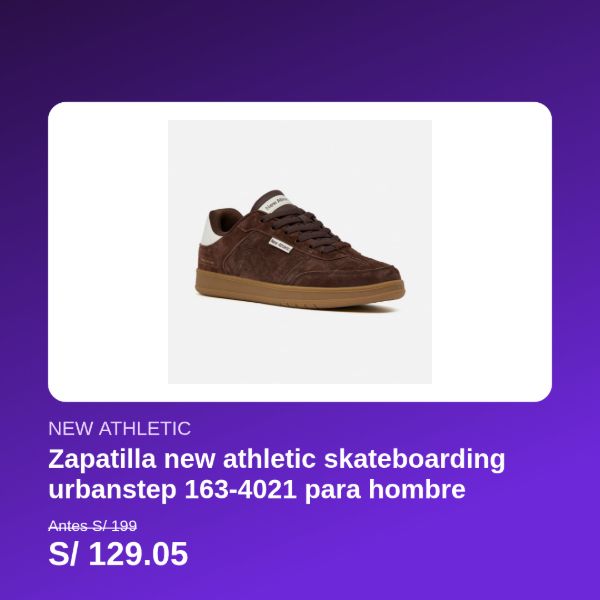 NEW ATHLETIC
Zapatilla new athletic skateboarding
urbanstep 163-4021 para hombre
Antes S/ 199
S/ 129.05